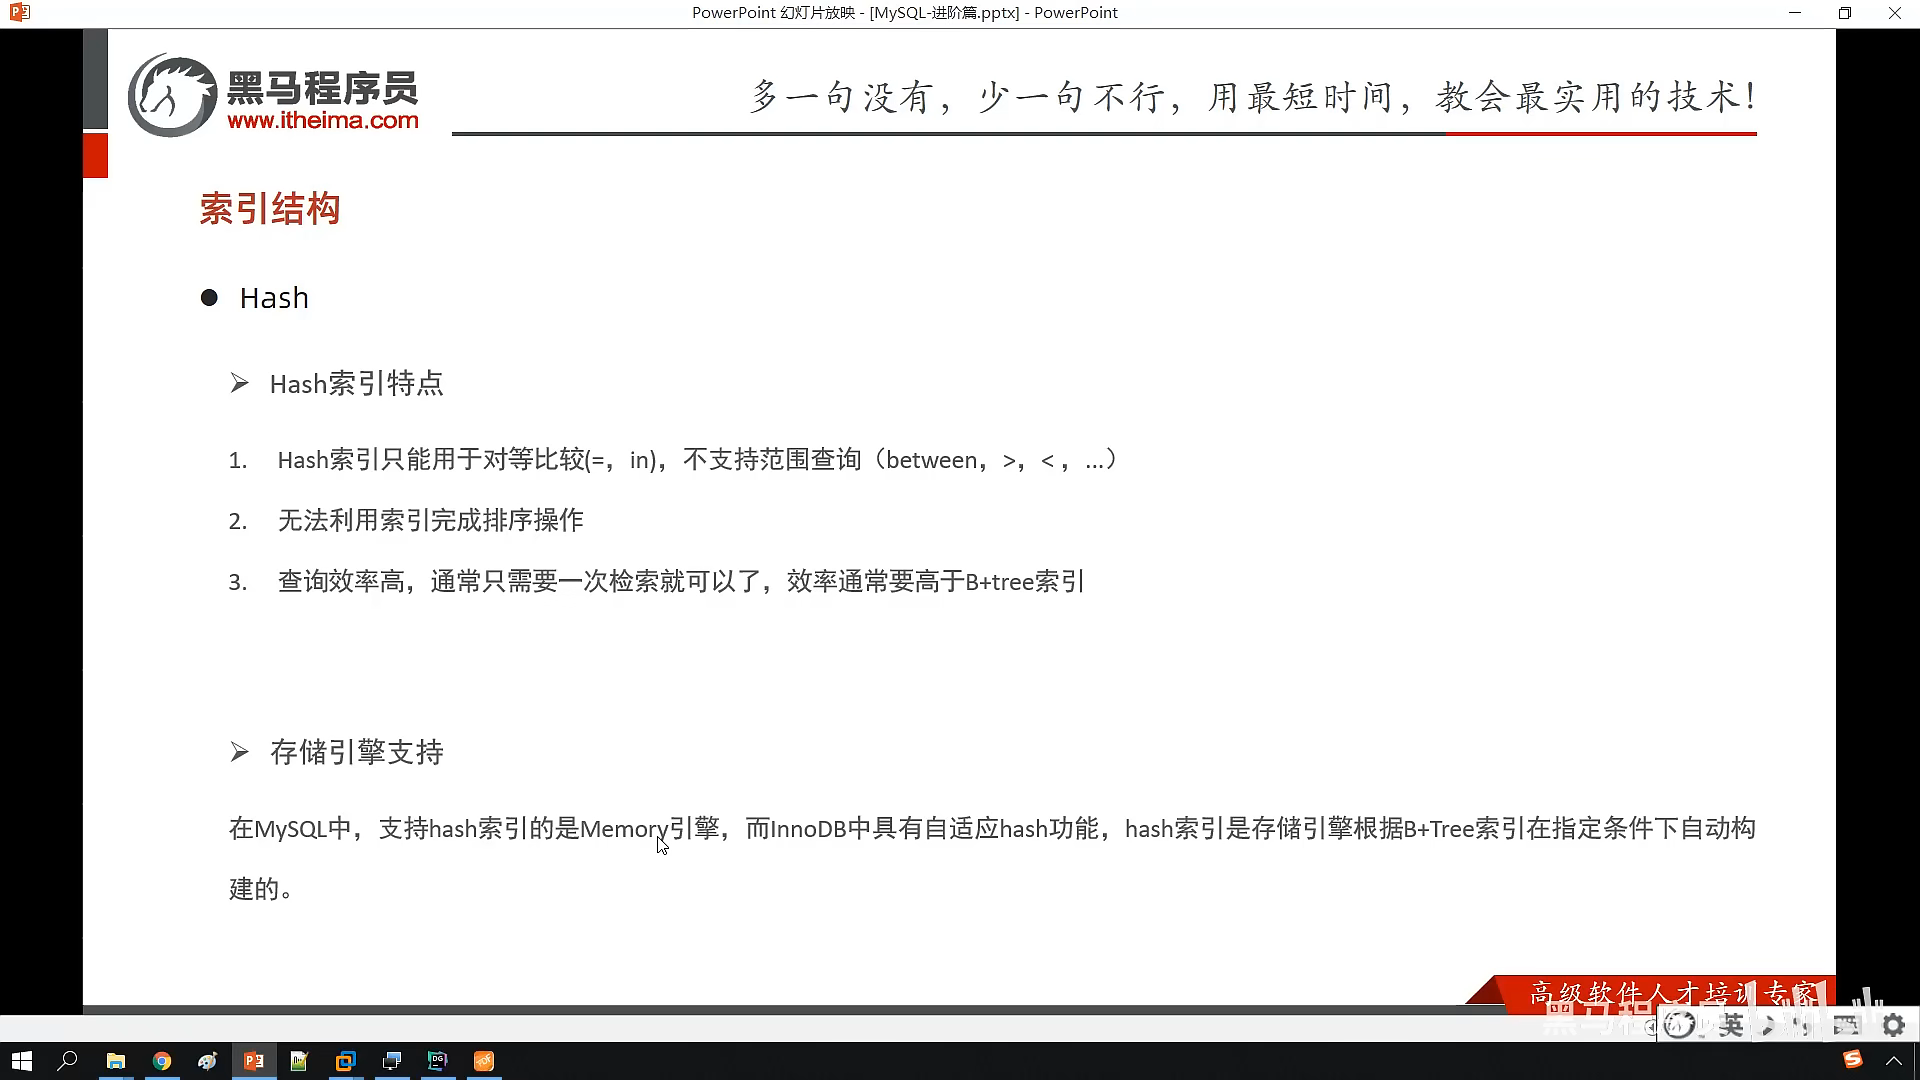 PowerPoint 幻灯片放映 - [MySQL-进阶篇.pptx] - PowerPoint
黑马程序员
www.itheima.com
多一句没有，少一句不行，用最短时间，教会最实用的技术！
索引结构
● Hash
➢ Hash索引特点
1. Hash索引只能用于对等比较(=，in)，不支持范围查询（between，>，< ，...）
2. 无法利用索引完成排序操作
3. 查询效率高，通常只需要一次检索就可以了，效率通常要高于B+tree索引
➢ 存储引擎支持
在MySQL中，支持hash索引的是Memory引擎，而InnoDB中具有自适应hash功能，hash索引是存储引擎根据B+Tree索引在指定条件下自动构
建的。
高级软件人才培训专家
英